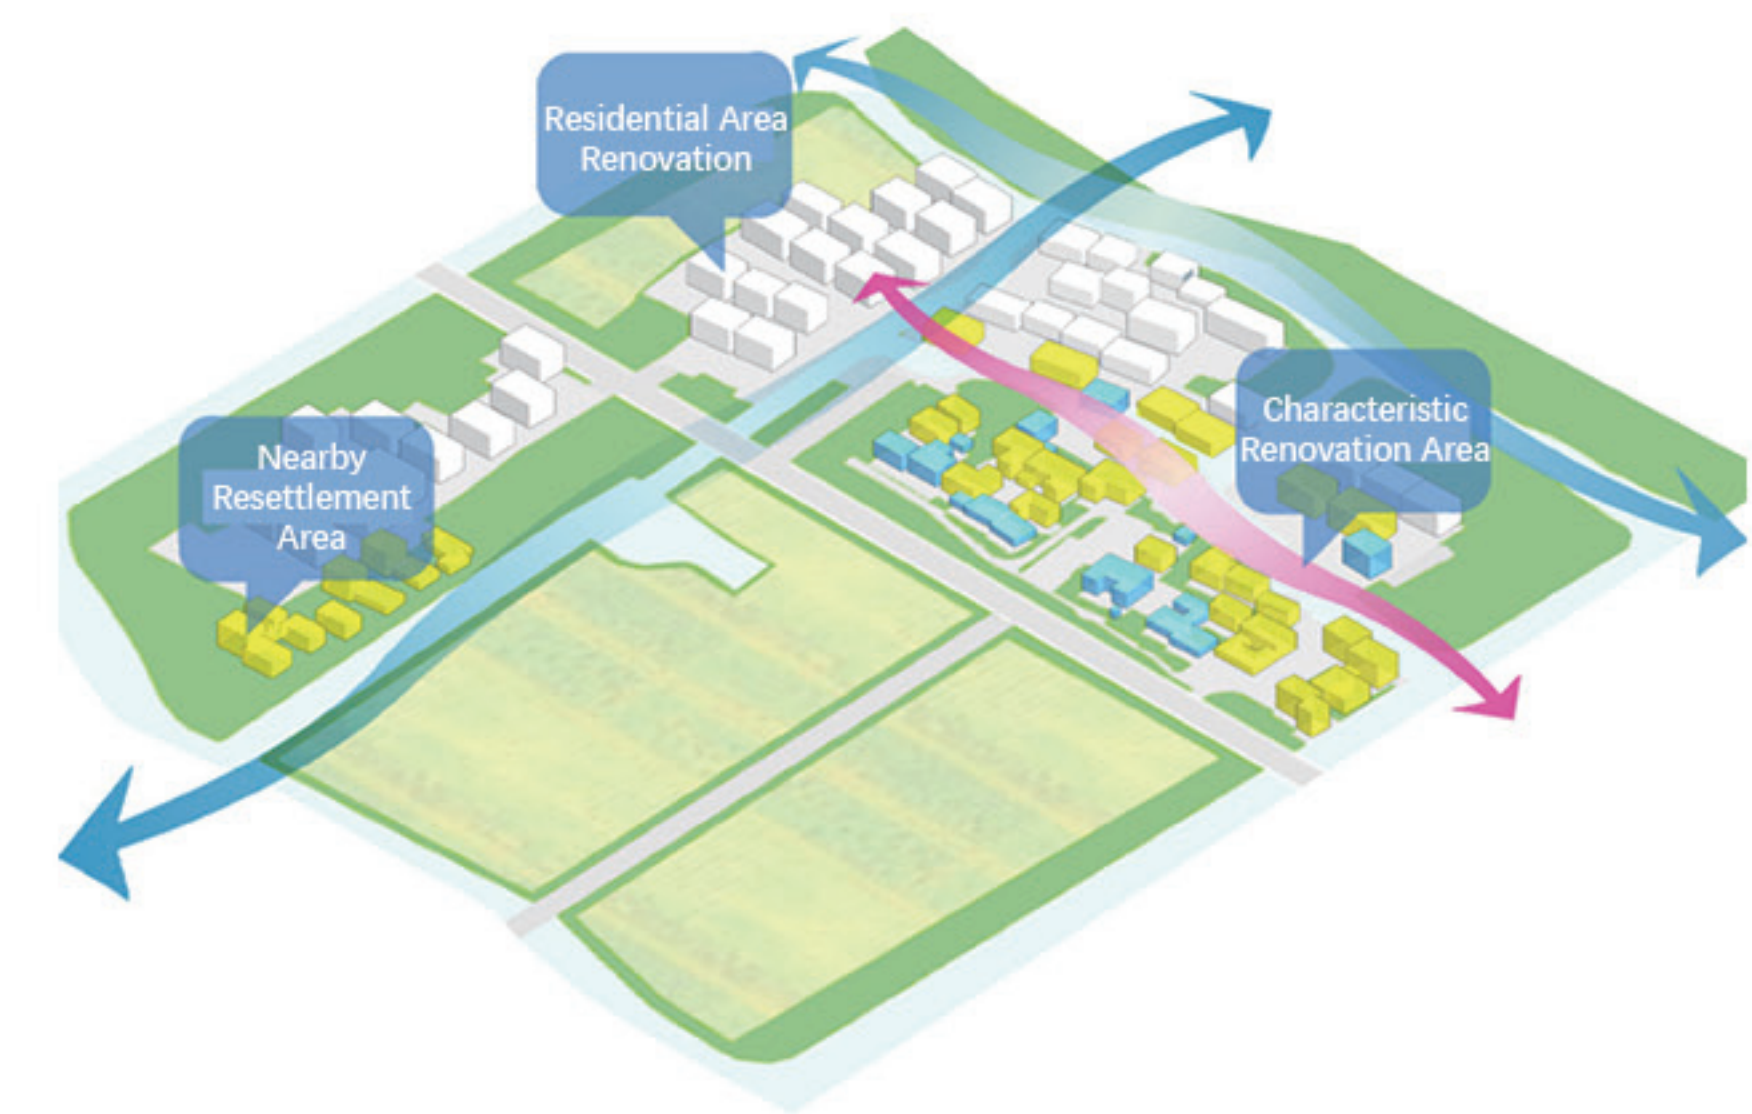 Residential Area
Renovation
Characteristic
Renovation Area
Nearby
Resettlement
Area